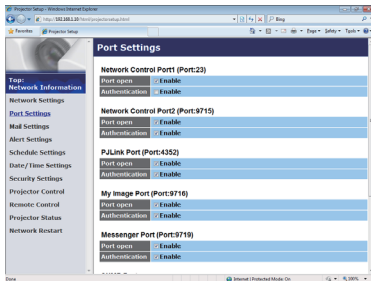 Projector Setup - Windows Internet Explorer
http://192.168.1.10/html/projectorsetup.html
Bing
Favorites
Projector Setup
Page
Safety
Tools
Port Settings
Top:
Network Information
Network Settings
Port Settings
Mail Settings
Alert Settings
Schedule Settings
Date/Time Settings
Security Settings
Projector Control
Remote Control
Projector Status
Network Restart
Network Control Port1 (Port:23)
Port open Enable
Authentication Enable
Network Control Port2 (Port:9715)
Port open Enable
Authentication Enable
PJLink Port (Port:4352)
Port open Enable
Authentication Enable
My Image Port (Port:9716)
Port open Enable
Authentication Enable
Messenger Port (Port:9719)
Port open Enable
Authentication Enable
Done
Internet | Protected Mode: On
100%